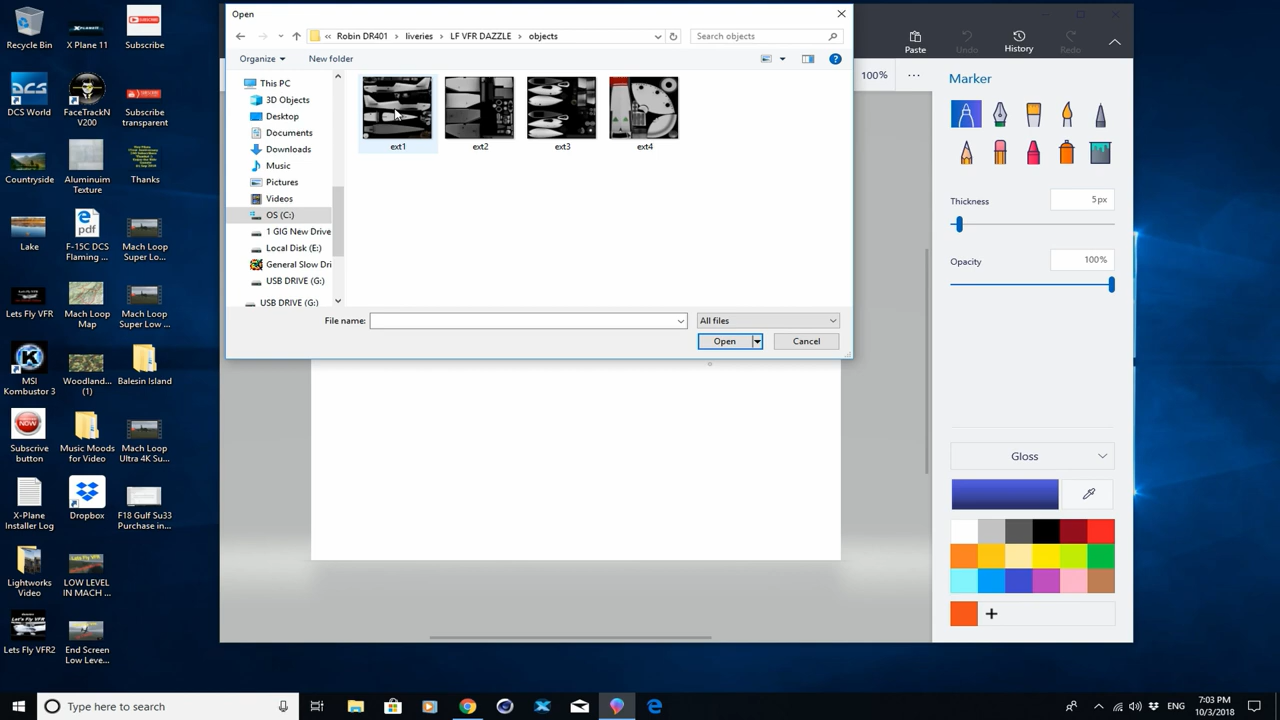 Recycle Bin
X Plane 11
Subscribe
DCS World
FaceTrackN
V200
Subscribe
transparent
Countryside
Aluminuim
Texture
Thanks
Lake
F-15C DCS
Flaming ...
Mach Loop
Super Lo...
Lets Fly VFR
Mach Loop
Map
Mach Loop
Super Low ...
MSI
Kombustor 3
Woodland...
(1)
Balesin Island
Subscrive
button
Music Moods
for Video
Mach Loop
Ultra 4K Su...
X-Plane
Installer Log
Dropbox
F18 Gulf Su33
Purchase in...
Lightworks
Video
LOW LEVEL
IN MACH ...
Lets Fly VFR2
End Screen
Low Leve...
Open
« Robin DR401 › liveries › LF VFR DAZZLE › objects
Search objects
Organize
New folder
This PC
3D Objects
Desktop
Documents
Downloads
Music
Pictures
Videos
OS (C:)
1 GIG New Drive
Local Disk (E:)
General Slow Dri
USB DRIVE (G:)
USB DRIVE (G:)
ext1
ext2
ext3
ext4
File name:
All files
Open
Cancel
Paste
Undo
History
Redo
100%
Marker
Thickness
5px
Opacity
100%
Gloss
Type here to search
ENG
7:03 PM
10/3/2018